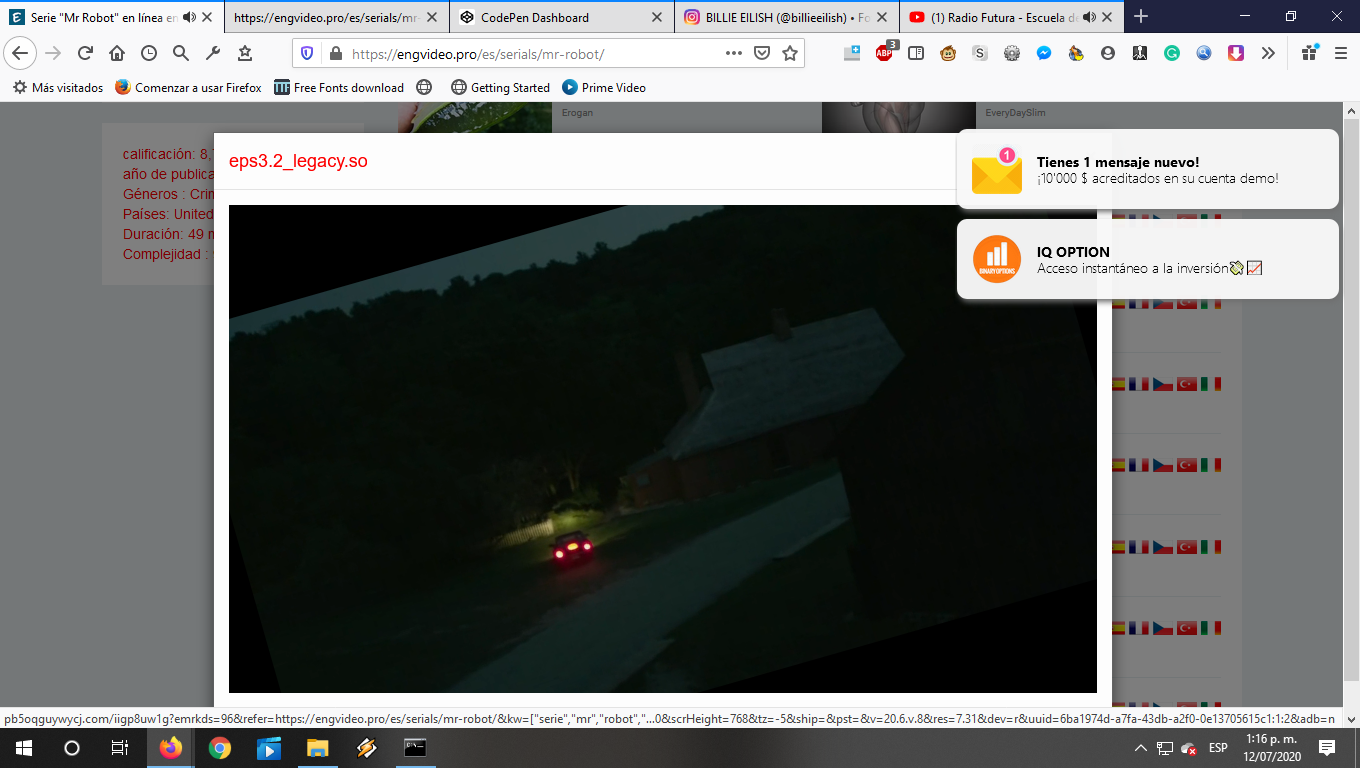 Serie "Mr Robot" en línea en
https://engvideo.pro/es/serials/mr-
CodePen Dashboard
BILLIE EILISH (@billieeilish) • Fo
(1) Radio Futura - Escuela de
https://engvideo.pro/es/serials/mr-robot/
ABP
3
S
G
Más visitados
Comenzar a usar Firefox
Free Fonts download
Getting Started
Prime Video
Erogan
EveryDaySlim
calificación: 8,
año de publica
Géneros : Crim
Países: United
Duración: 49 m
Complejidad :
eps3.2_legacy.so
1
Tienes 1 mensaje nuevo!
¡10'000 $ acreditados en su cuenta demo!
BINARY OPTIONS
IQ OPTION
Acceso instantáneo a la inversión
pb5oqguywycj.com/iigp8uw1g?emrkds=96&refer=https://engvideo.pro/es/serials/mr-robot/&kw=["serie","mr","robot","...0&scrHeight=768&tz=-5&ship=&pst=&v=20.6.v.8&res=7.31&dev=r&uuid=6ba1974d-a7fa-43db-a2f0-0e13705615c1:1:2&adb=n
ESP
1:16 p. m.
12/07/2020